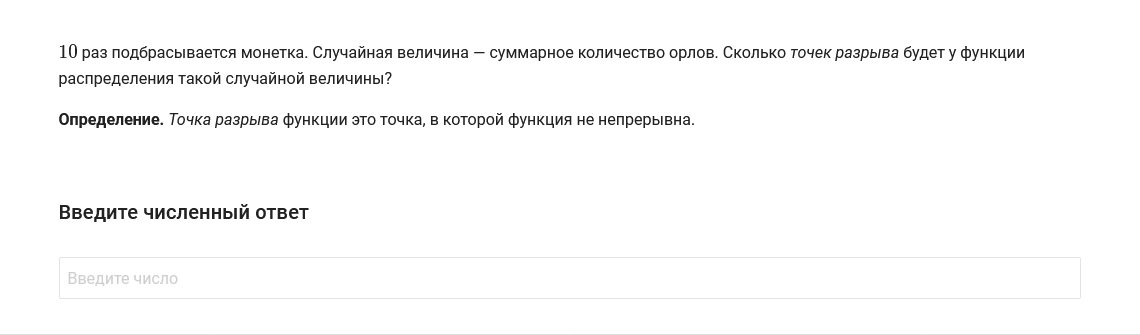 10 раз подбрасывается монетка. Случайная величина — суммарное количество орлов. Сколько точек разрыва будет у функции
распределения такой случайной величины?
Определение. Точка разрыва функции это точка, в которой функция не непрерывна.
Введите численный ответ
Введите число